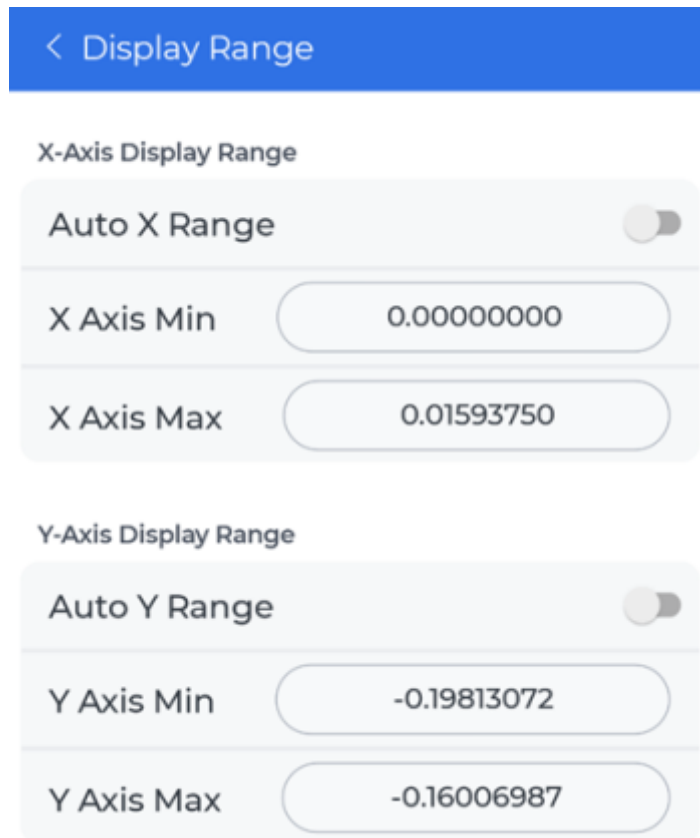 Display Range
X-Axis Display Range
Auto X Range
X Axis Min 0.00000000
X Axis Max 0.01593750
Y-Axis Display Range
Auto Y Range
Y Axis Min -0.19813072
Y Axis Max -0.16006987